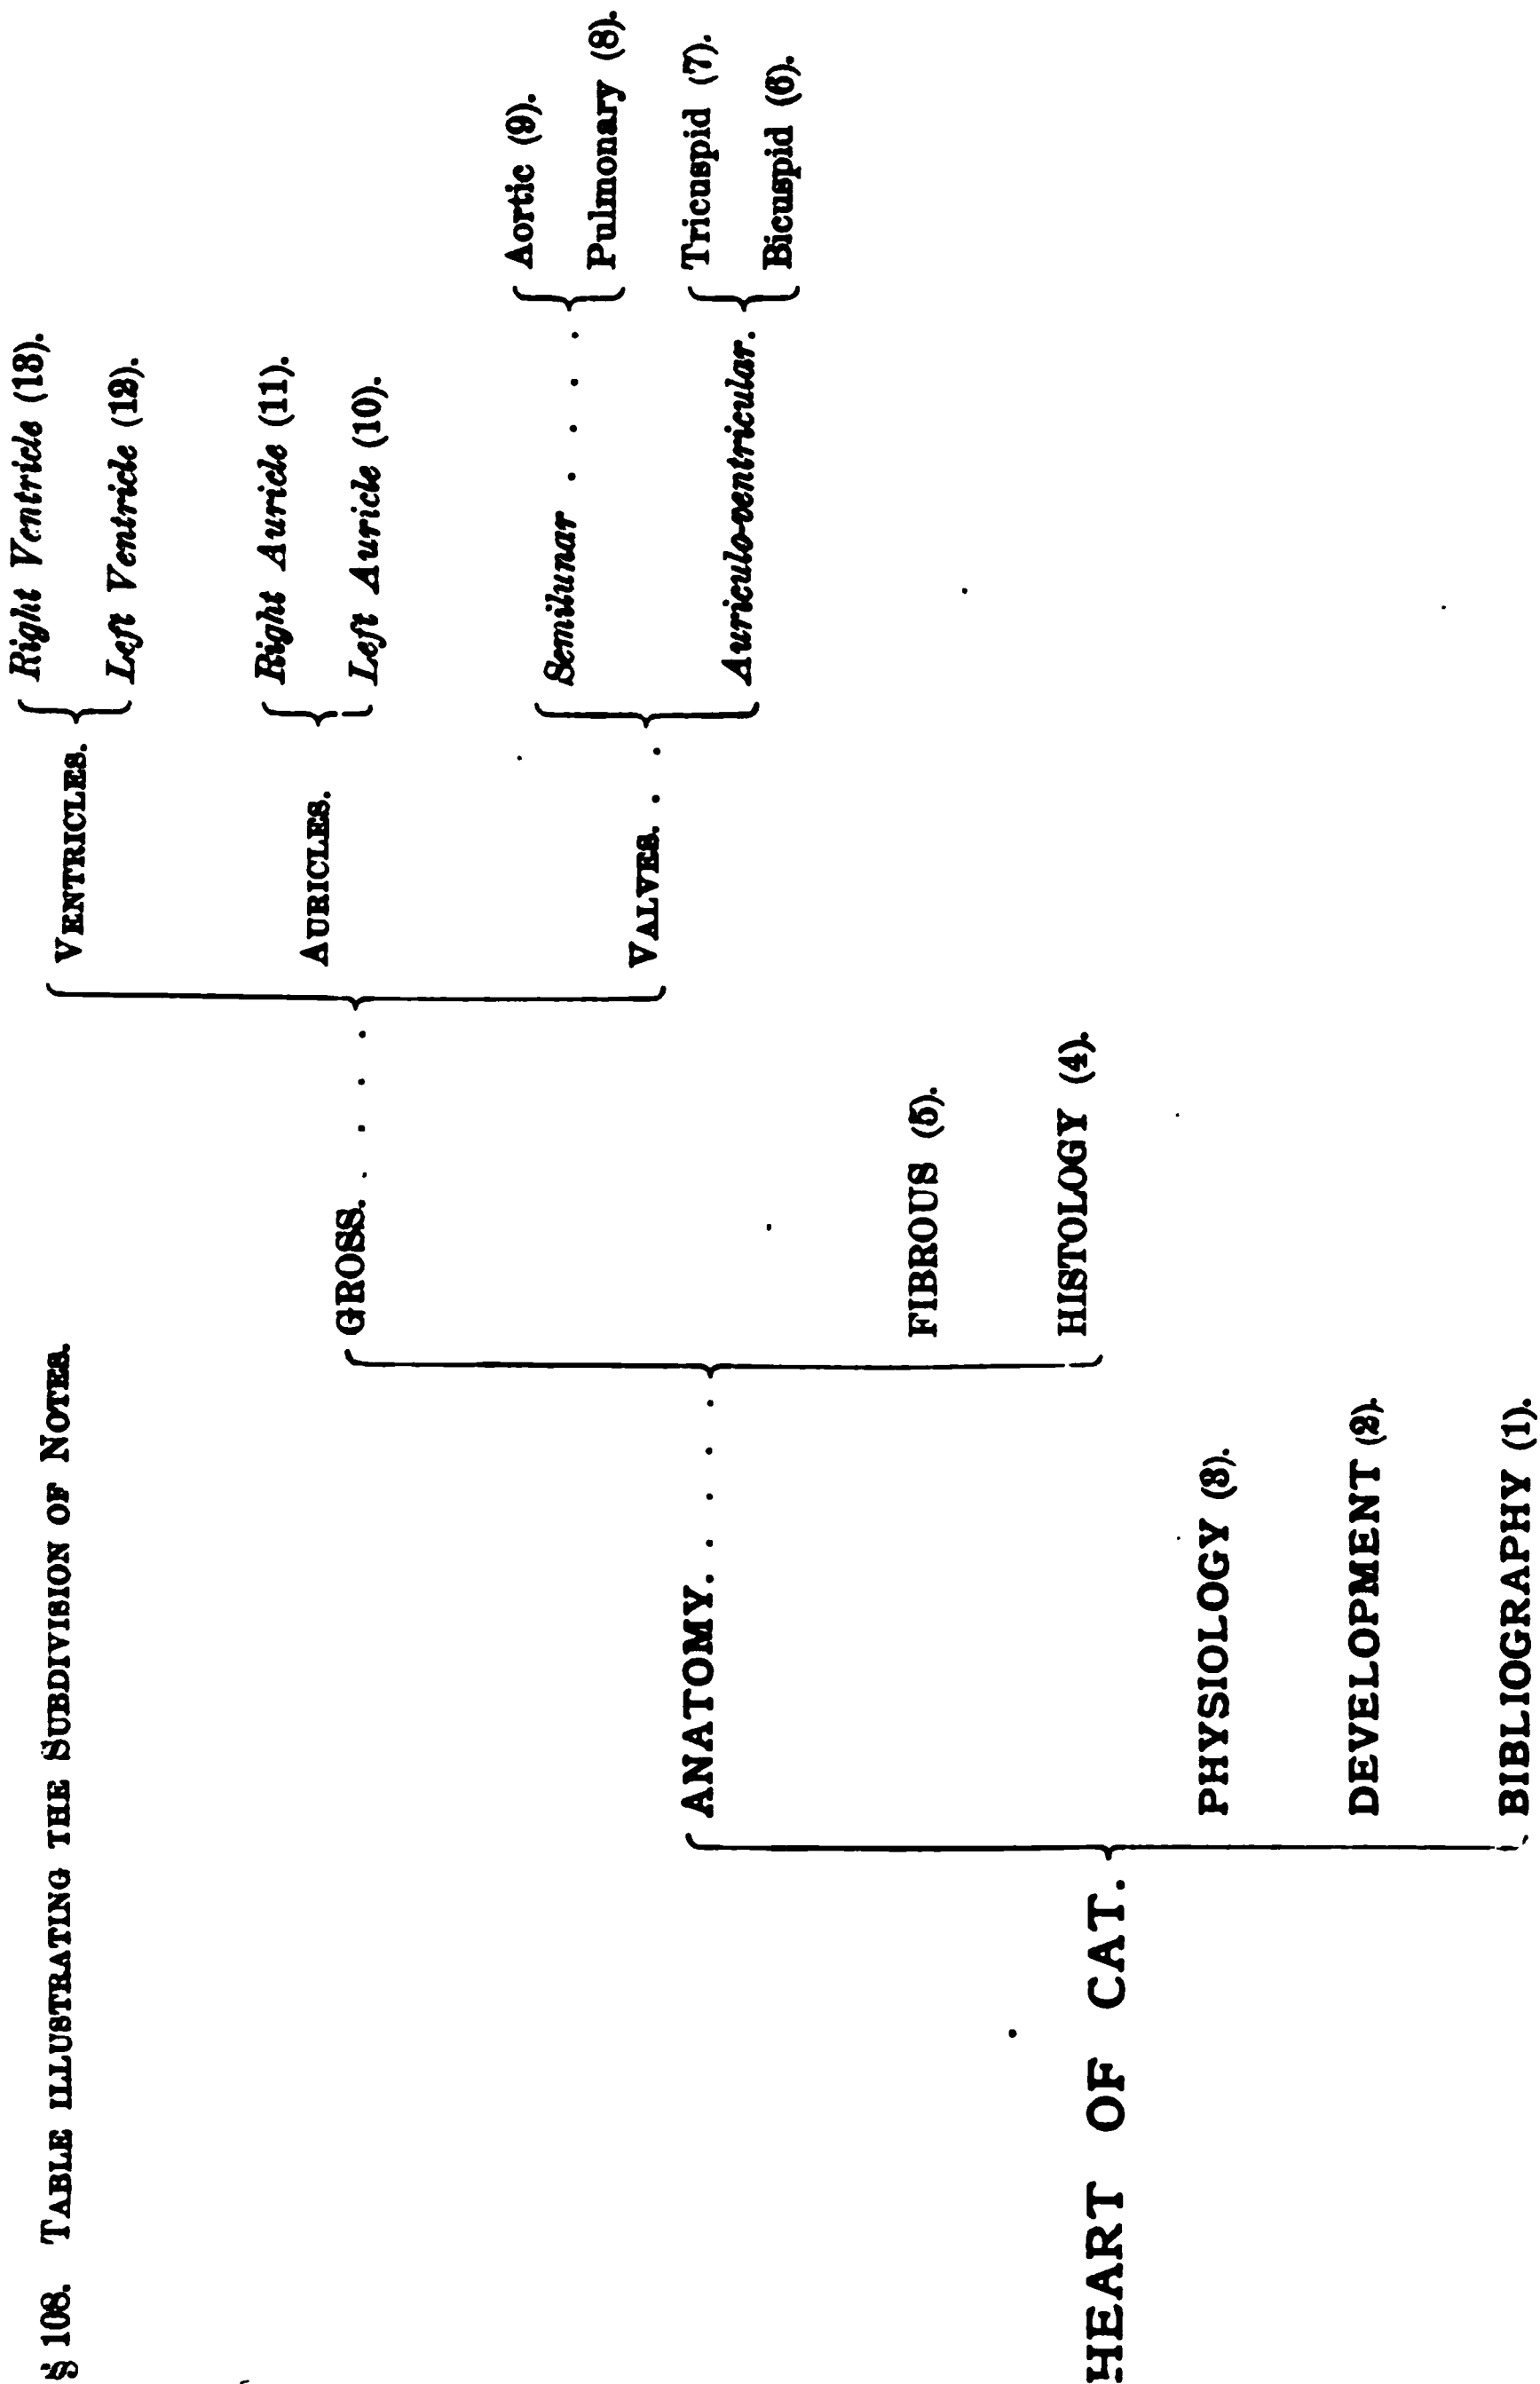 § 108. TABLE ILLUSTRATING THE SUBDIVISION OF NOTES.
HEART OF CAT.
ANATOMY. . . . .
GROSS. . . . .
VENTRICLES.
Right Ventricle (13).
Left Ventricle (12).
AURICLES.
Right Auricle (11).
Left Auricle (10).
VALVES. . .
Semilunar . . . .
Aortic (9).
Pulmonary (8).
Auriculo-ventricular.
Tricuspid (7).
Bicuspid (6).
FIBROUS (5).
HISTOLOGY (4).
PHYSIOLOGY (3).
DEVELOPMENT (2).
BIBLIOGRAPHY (1).